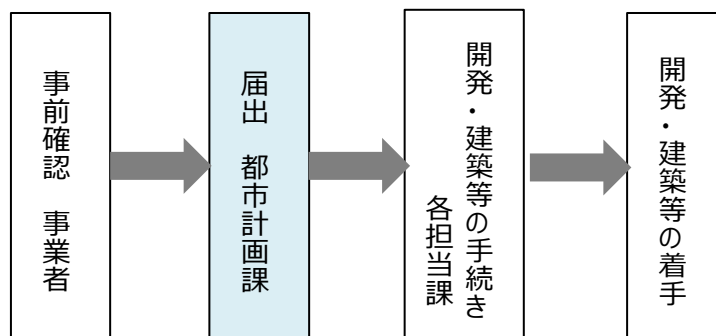 事前確認　事業者
届出　都市計画課
開発・建築等の手続き
各担当課
開発・建築等の着手